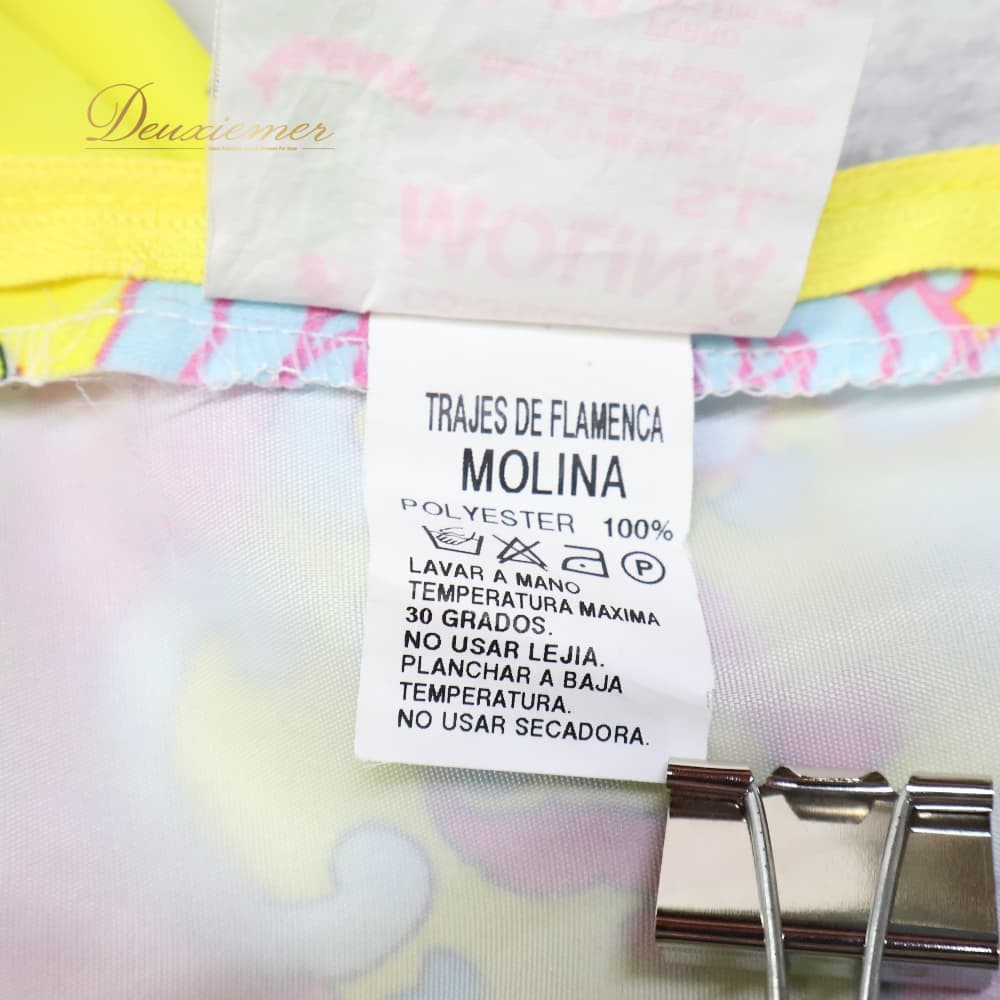 Deuxiemer
MOLINA
S.L.
TRAJES DE FLAMENCA
MOLINA
POLYESTER 100%
P
LAVAR A MANO
TEMPERATURA MAXIMA
30 GRADOS.
NO USAR LEJIA.
PLANCHAR A BAJA
TEMPERATURA.
NO USAR SECADORA.